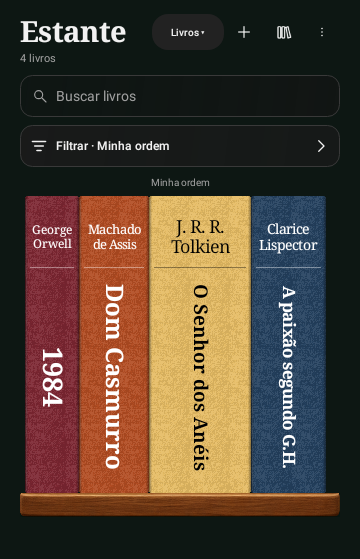 Estante
Livros
4 livros
Buscar livros
Filtrar · Minha ordem
Minha ordem
George
Orwell
1984
Machado
de Assis
Dom Casmurro
J. R. R.
Tolkien
O Senhor dos Anéis
Clarice
Lispector
A paixão segundo G.H.